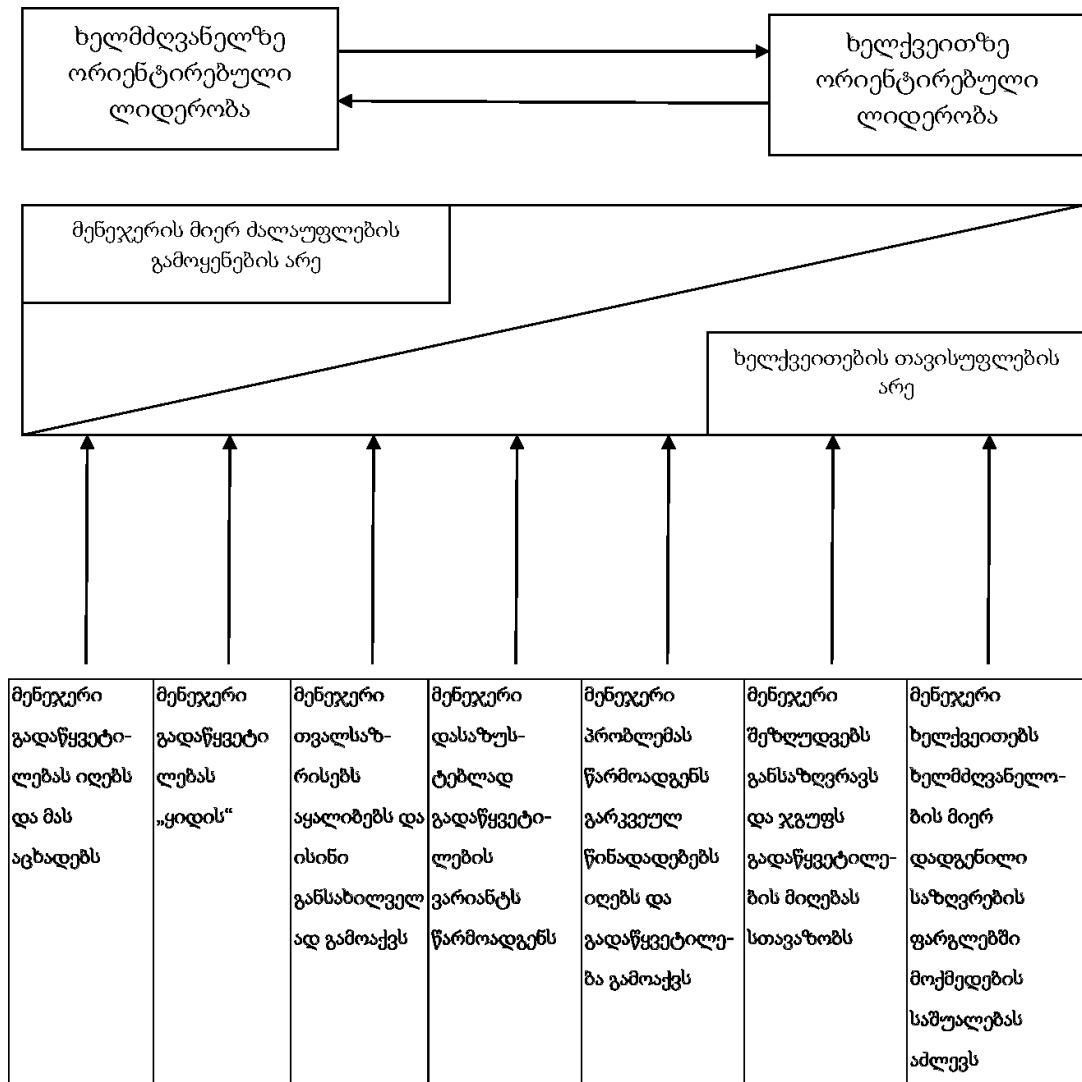 ხელმძღვანელზე
ორიენტირებული
ლიდერობა
ხელქვეითზე
ორიენტირებული
ლიდერობა
მენეჯერის მიერ ძალაუფლების
გამოყენების არე
ხელქვეითების თავისუფლების
არე
მენეჯერი
გადაწყვეტი-
ლებას იღებს
და მას
აცხადებს
მენეჯერი
გადაწყვეტი
ლებას
„ყიდის“
მენეჯერი
თვალსაზ-
რისებს
აყალიბებს და
ისინი
განსახილველ
ად გამოაქვს
მენეჯერი
დასაზუს-
ტებლად
გადაწყვეტი-
ლების
ვარიანტს
წარმოადგენს
მენეჯერი
პრობლემას
წარმოადგენს
გარკვეულ
წინადადებებს
იღებს და
გადაწყვეტილე-
ბა გამოაქვს
მენეჯერი
შეზღუდვებს
განსაზღვრავს
და ჯგუფს
გადაწყვეტილე-
ბის მიღებას
სთავაზობს
მენეჯერი
ხელქვეითებს
ხელმძღვანელო-
ბის მიერ
დადგენილი
საზღვრების
ფარგლებში
მოქმედების
საშუალებას
აძლევს